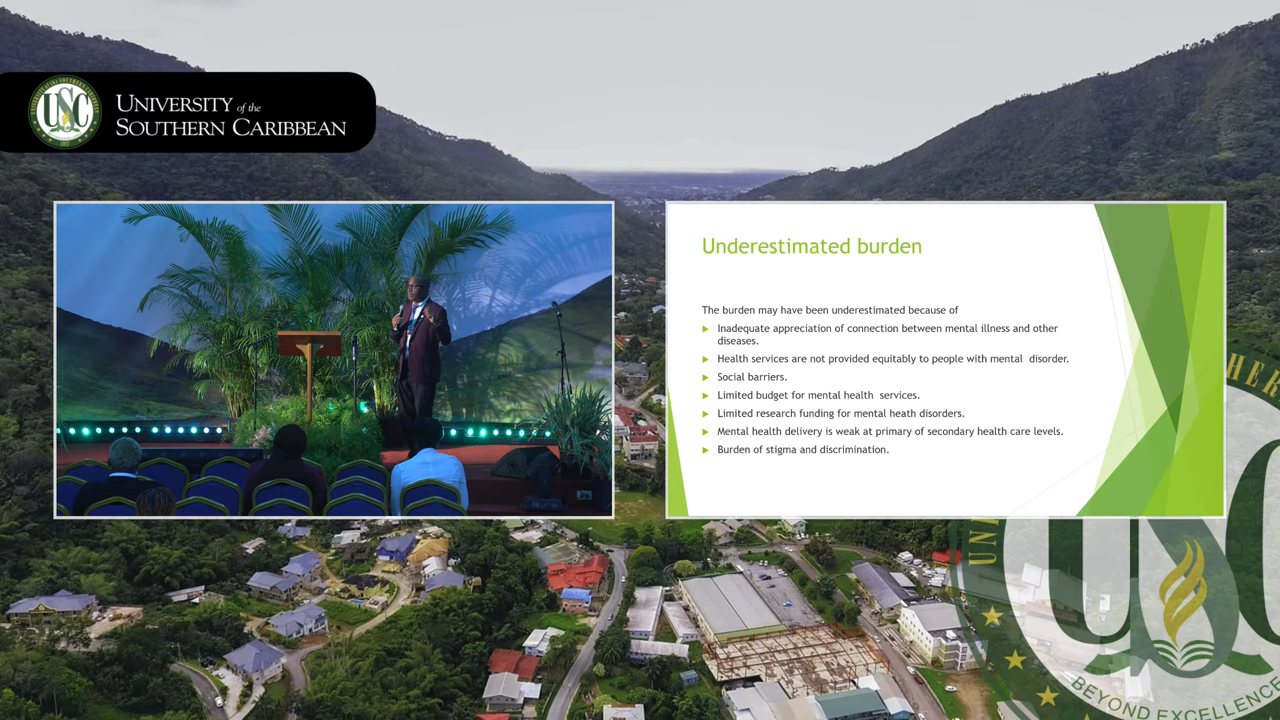 USC
UNIVERSITY of the
SOUTHERN CARIBBEAN
Underestimated burden
The burden may have been underestimated because of
Inadequate appreciation of connection between mental illness and other
diseases.
Health services are not provided equitably to people with mental disorder.
Social barriers.
Limited budget for mental health services.
Limited research funding for mental heath disorders.
Mental health delivery is weak at primary of secondary health care levels.
Burden of stigma and discrimination.
USC
BEYOND EXCELLENCE